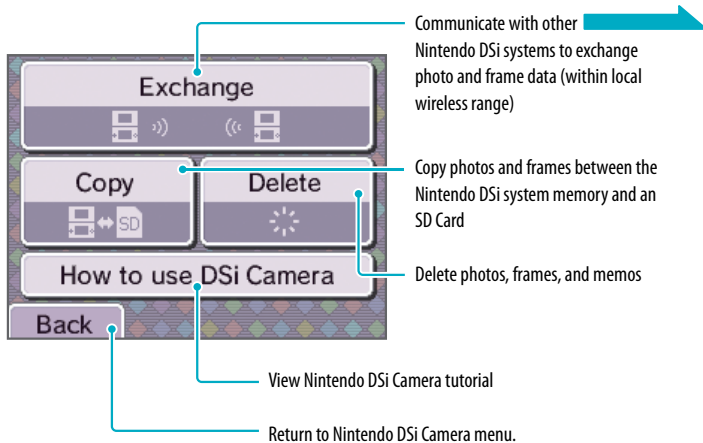 Communicate with other
Nintendo DSi systems to exchange
photo and frame data (within local
wireless range)
Exchange
Copy photos and frames between the
Nintendo DSi system memory and an
SD Card
Copy
Delete
SD
Delete photos, frames, and memos
How to use DSi Camera
Back
View Nintendo DSi Camera tutorial
Return to Nintendo DSi Camera menu.